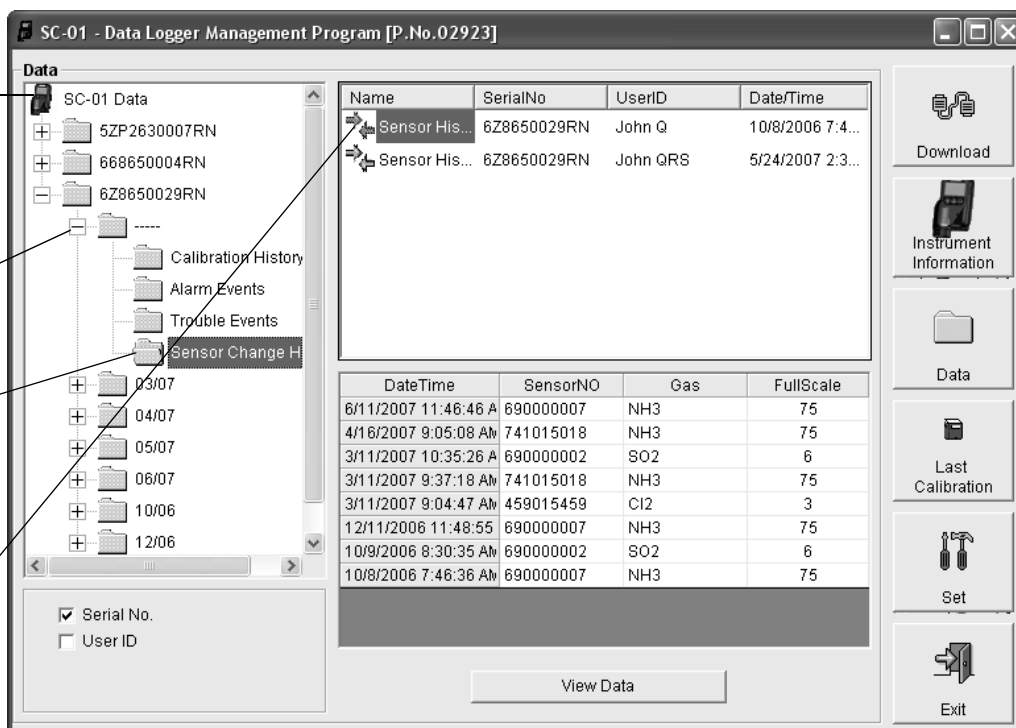 SC-01 - Data Logger Management Program [P.No.02923]
Data
SC-01 Data
5ZP2630007RN
668650004RN
6Z8650029RN
-----
Calibration History
Alarm Events
Trouble Events
Sensor Change H
03/07
04/07
05/07
06/07
10/06
12/06
Serial No.
User ID
Name SerialNo UserID Date/Time
Sensor His... 6Z8650029RN John Q 10/8/2006 7:4...
Sensor His... 6Z8650029RN John QRS 5/24/2007 2:3...
DateTime SensorNO Gas FullScale
6/11/2007 11:46:46 A 690000007 NH3 75
4/16/2007 9:05:08 AM 741015018 NH3 75
3/11/2007 10:35:26 A 690000002 SO2 6
3/11/2007 9:37:18 AM 741015018 NH3 75
3/11/2007 9:04:47 AM 459015459 Cl2 3
12/11/2006 11:48:55 690000007 NH3 75
10/9/2006 8:30:35 AM 690000002 SO2 6
10/8/2006 7:46:36 AM 690000007 NH3 75
View Data
Download
Instrument
Information
Data
Last
Calibration
Set
Exit